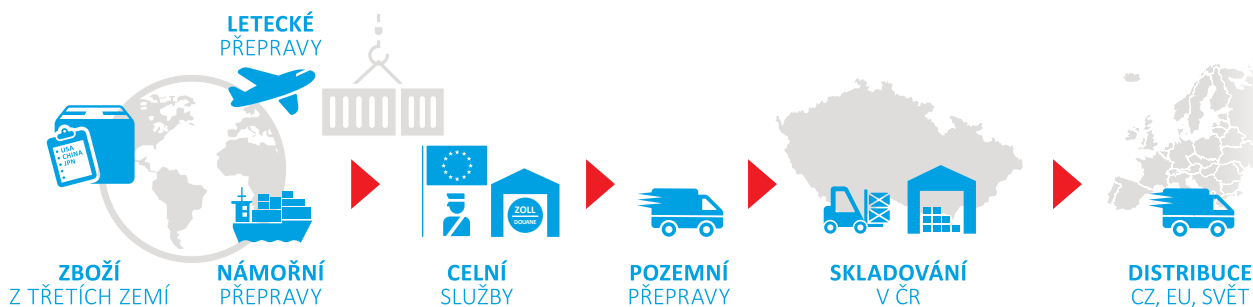 LETECKÉ
PŘEPRAVY
USA
CHINA
JPN
ZOLL
DOUANE
ZBOŽÍ
Z TŘETÍCH ZEMÍ
NÁMOŘNÍ
PŘEPRAVY
CELNÍ
SLUŽBY
POZEMNÍ
PŘEPRAVY
SKLADOVÁNÍ
V ČR
DISTRIBUCE
CZ, EU, SVĚT